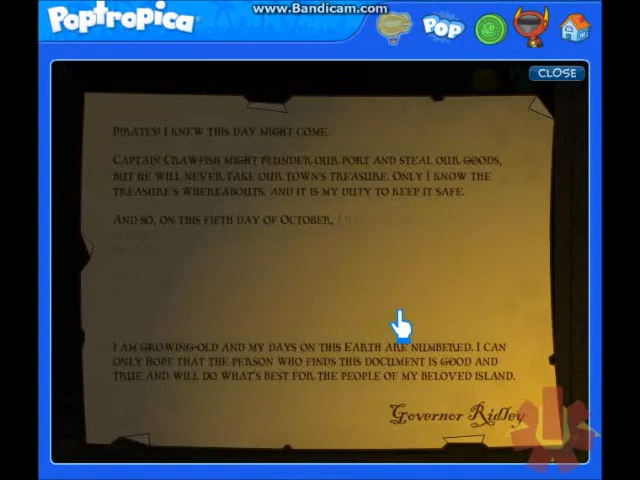 www.Bandicam.com
Poptropica
POP
CLOSE
PIRATES! I KNEW THIS DAY MIGHT COME.
CAPTAIN CRAWFISH MIGHT PLUNDER OUR PORT AND STEAL OUR GOODS,
BUT HE WILL NEVER TAKE OUR TOWN'S TREASURE. ONLY I KNOW THE
TREASURE'S WHEREABOUTS, AND IT IS MY DUTY TO KEEP IT SAFE.
AND SO, ON THIS FIFTH DAY OF OCTOBER,
I AM GROWING OLD AND MY DAYS ON THIS EARTH ARE NUMBERED. I CAN
ONLY HOPE THAT THE PERSON WHO FINDS THIS DOCUMENT IS GOOD AND
TRUE AND WILL DO WHAT'S BEST FOR THE PEOPLE OF MY BELOVED ISLAND.
Governor Ridley